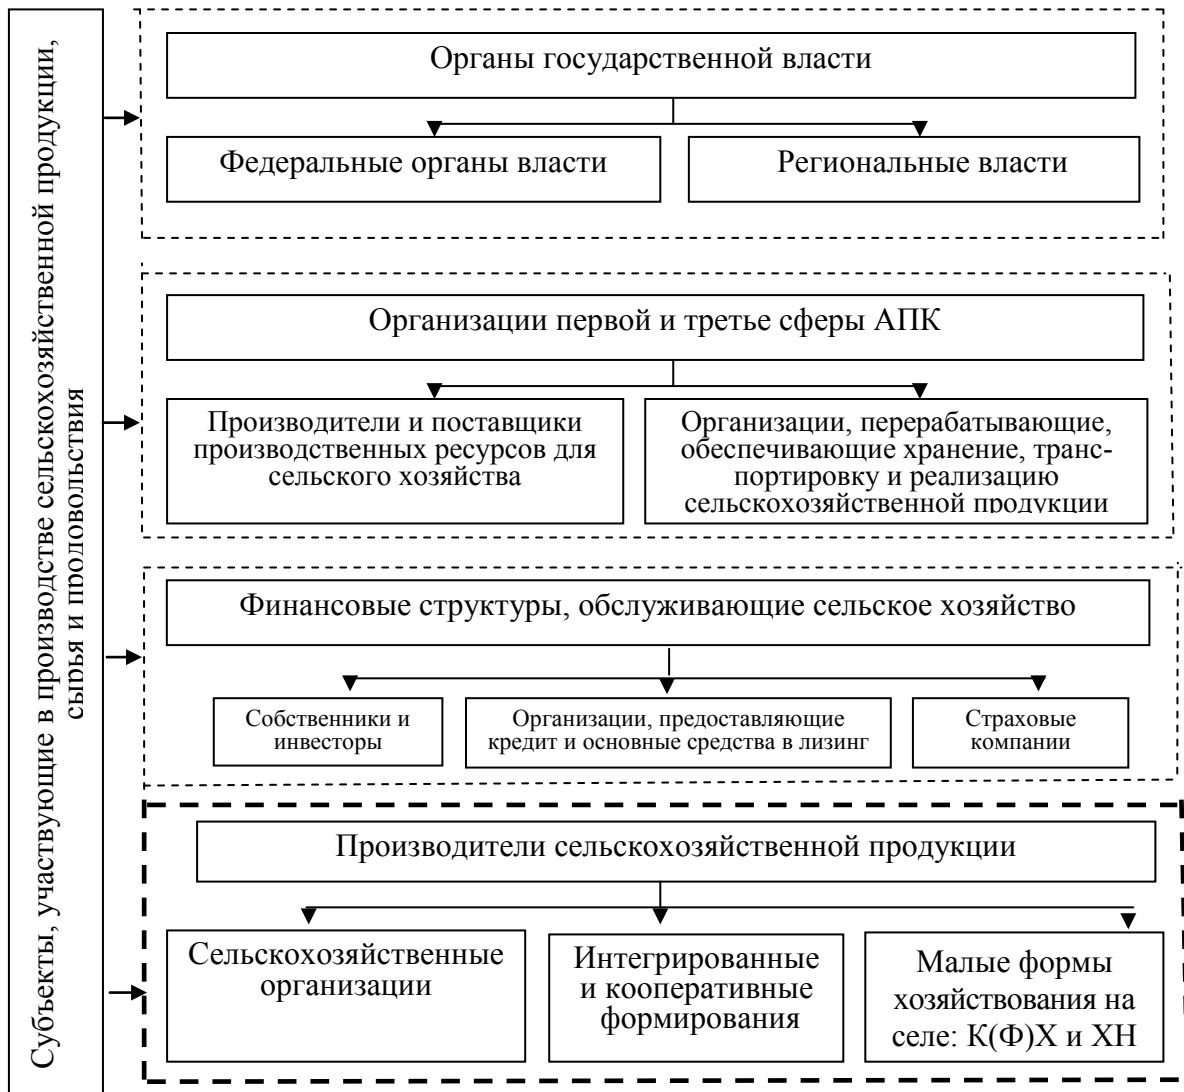 Субъекты, участвующие в производстве сельскохозяйственной продукции,
сырья и продовольствия
Органы государственной власти
Федеральные органы власти
Региональные власти
Организации первой и третье сферы АПК
Производители и поставщики
производственных ресурсов для
сельского хозяйства
Организации, перерабатывающие,
обеспечивающие хранение, транс-
портировку и реализацию
сельскохозяйственной продукции
Финансовые структуры, обслуживающие сельское хозяйство
Собственники и
инвесторы
Организации, предоставляющие
кредит и основные средства в лизинг
Страховые
компании
Производители сельскохозяйственной продукции
Сельскохозяйственные
организации
Интегрированные
и кооперативные
формирования
Малые формы
хозяйствования на
селе: К(Ф)Х и ХН